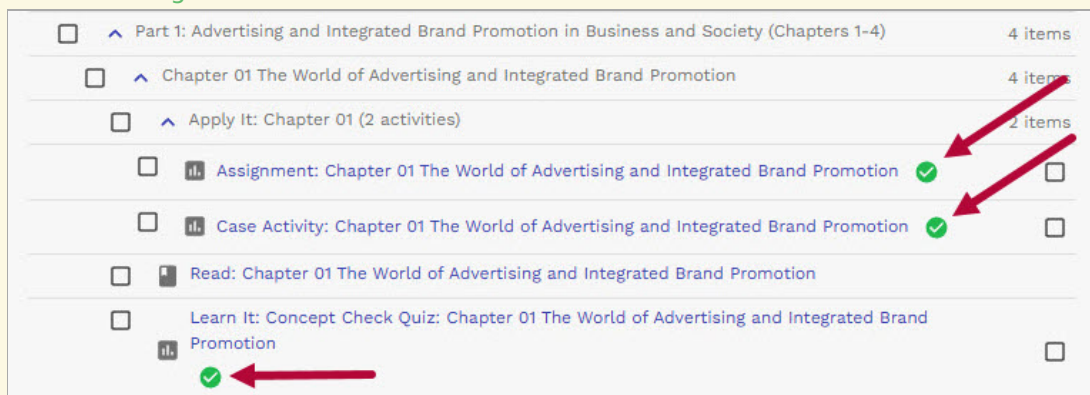 Part 1: Advertising and Integrated Brand Promotion in Business and Society (Chapters 1-4) 4 items
Chapter 01 The World of Advertising and Integrated Brand Promotion 4 items
Apply It: Chapter 01 (2 activities) 2 items
Assignment: Chapter 01 The World of Advertising and Integrated Brand Promotion
Case Activity: Chapter 01 The World of Advertising and Integrated Brand Promotion
Read: Chapter 01 The World of Advertising and Integrated Brand Promotion
Learn It: Concept Check Quiz: Chapter 01 The World of Advertising and Integrated Brand
Promotion